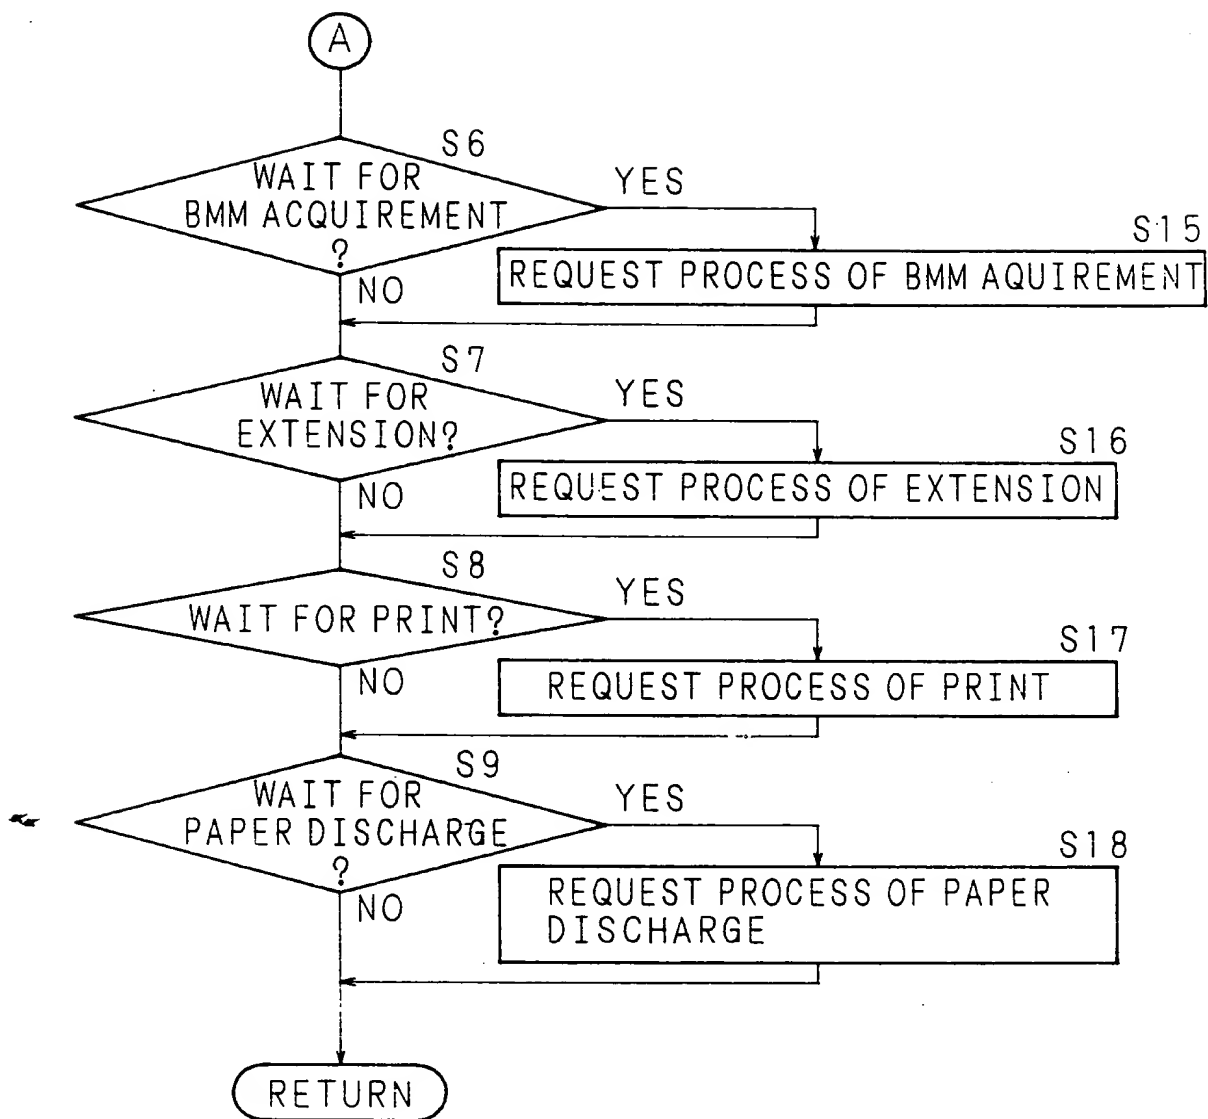 A
S6
WAIT FOR
BMM ACQUIREMENT
?
YES
S15
REQUEST PROCESS OF BMM AQUIREMENT
NO
S7
WAIT FOR
EXTENSION?
YES
S16
REQUEST PROCESS OF EXTENSION
NO
S8
WAIT FOR PRINT?
YES
S17
REQUEST PROCESS OF PRINT
NO
S9
WAIT FOR
PAPER DISCHARGE
?
YES
S18
REQUEST PROCESS OF PAPER
DISCHARGE
NO
RETURN